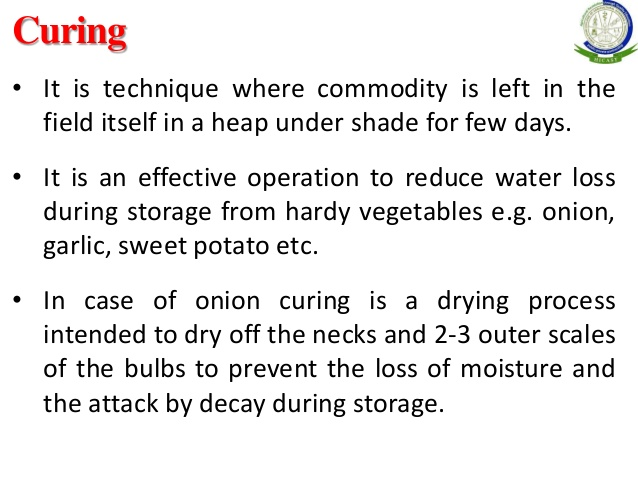 Curing
• It is technique where commodity is left in the
field itself in a heap under shade for few days.
• It is an effective operation to reduce water loss
during storage from hardy vegetables e.g. onion,
garlic, sweet potato etc.
• In case of onion curing is a drying process
intended to dry off the necks and 2-3 outer scales
of the bulbs to prevent the loss of moisture and
the attack by decay during storage.